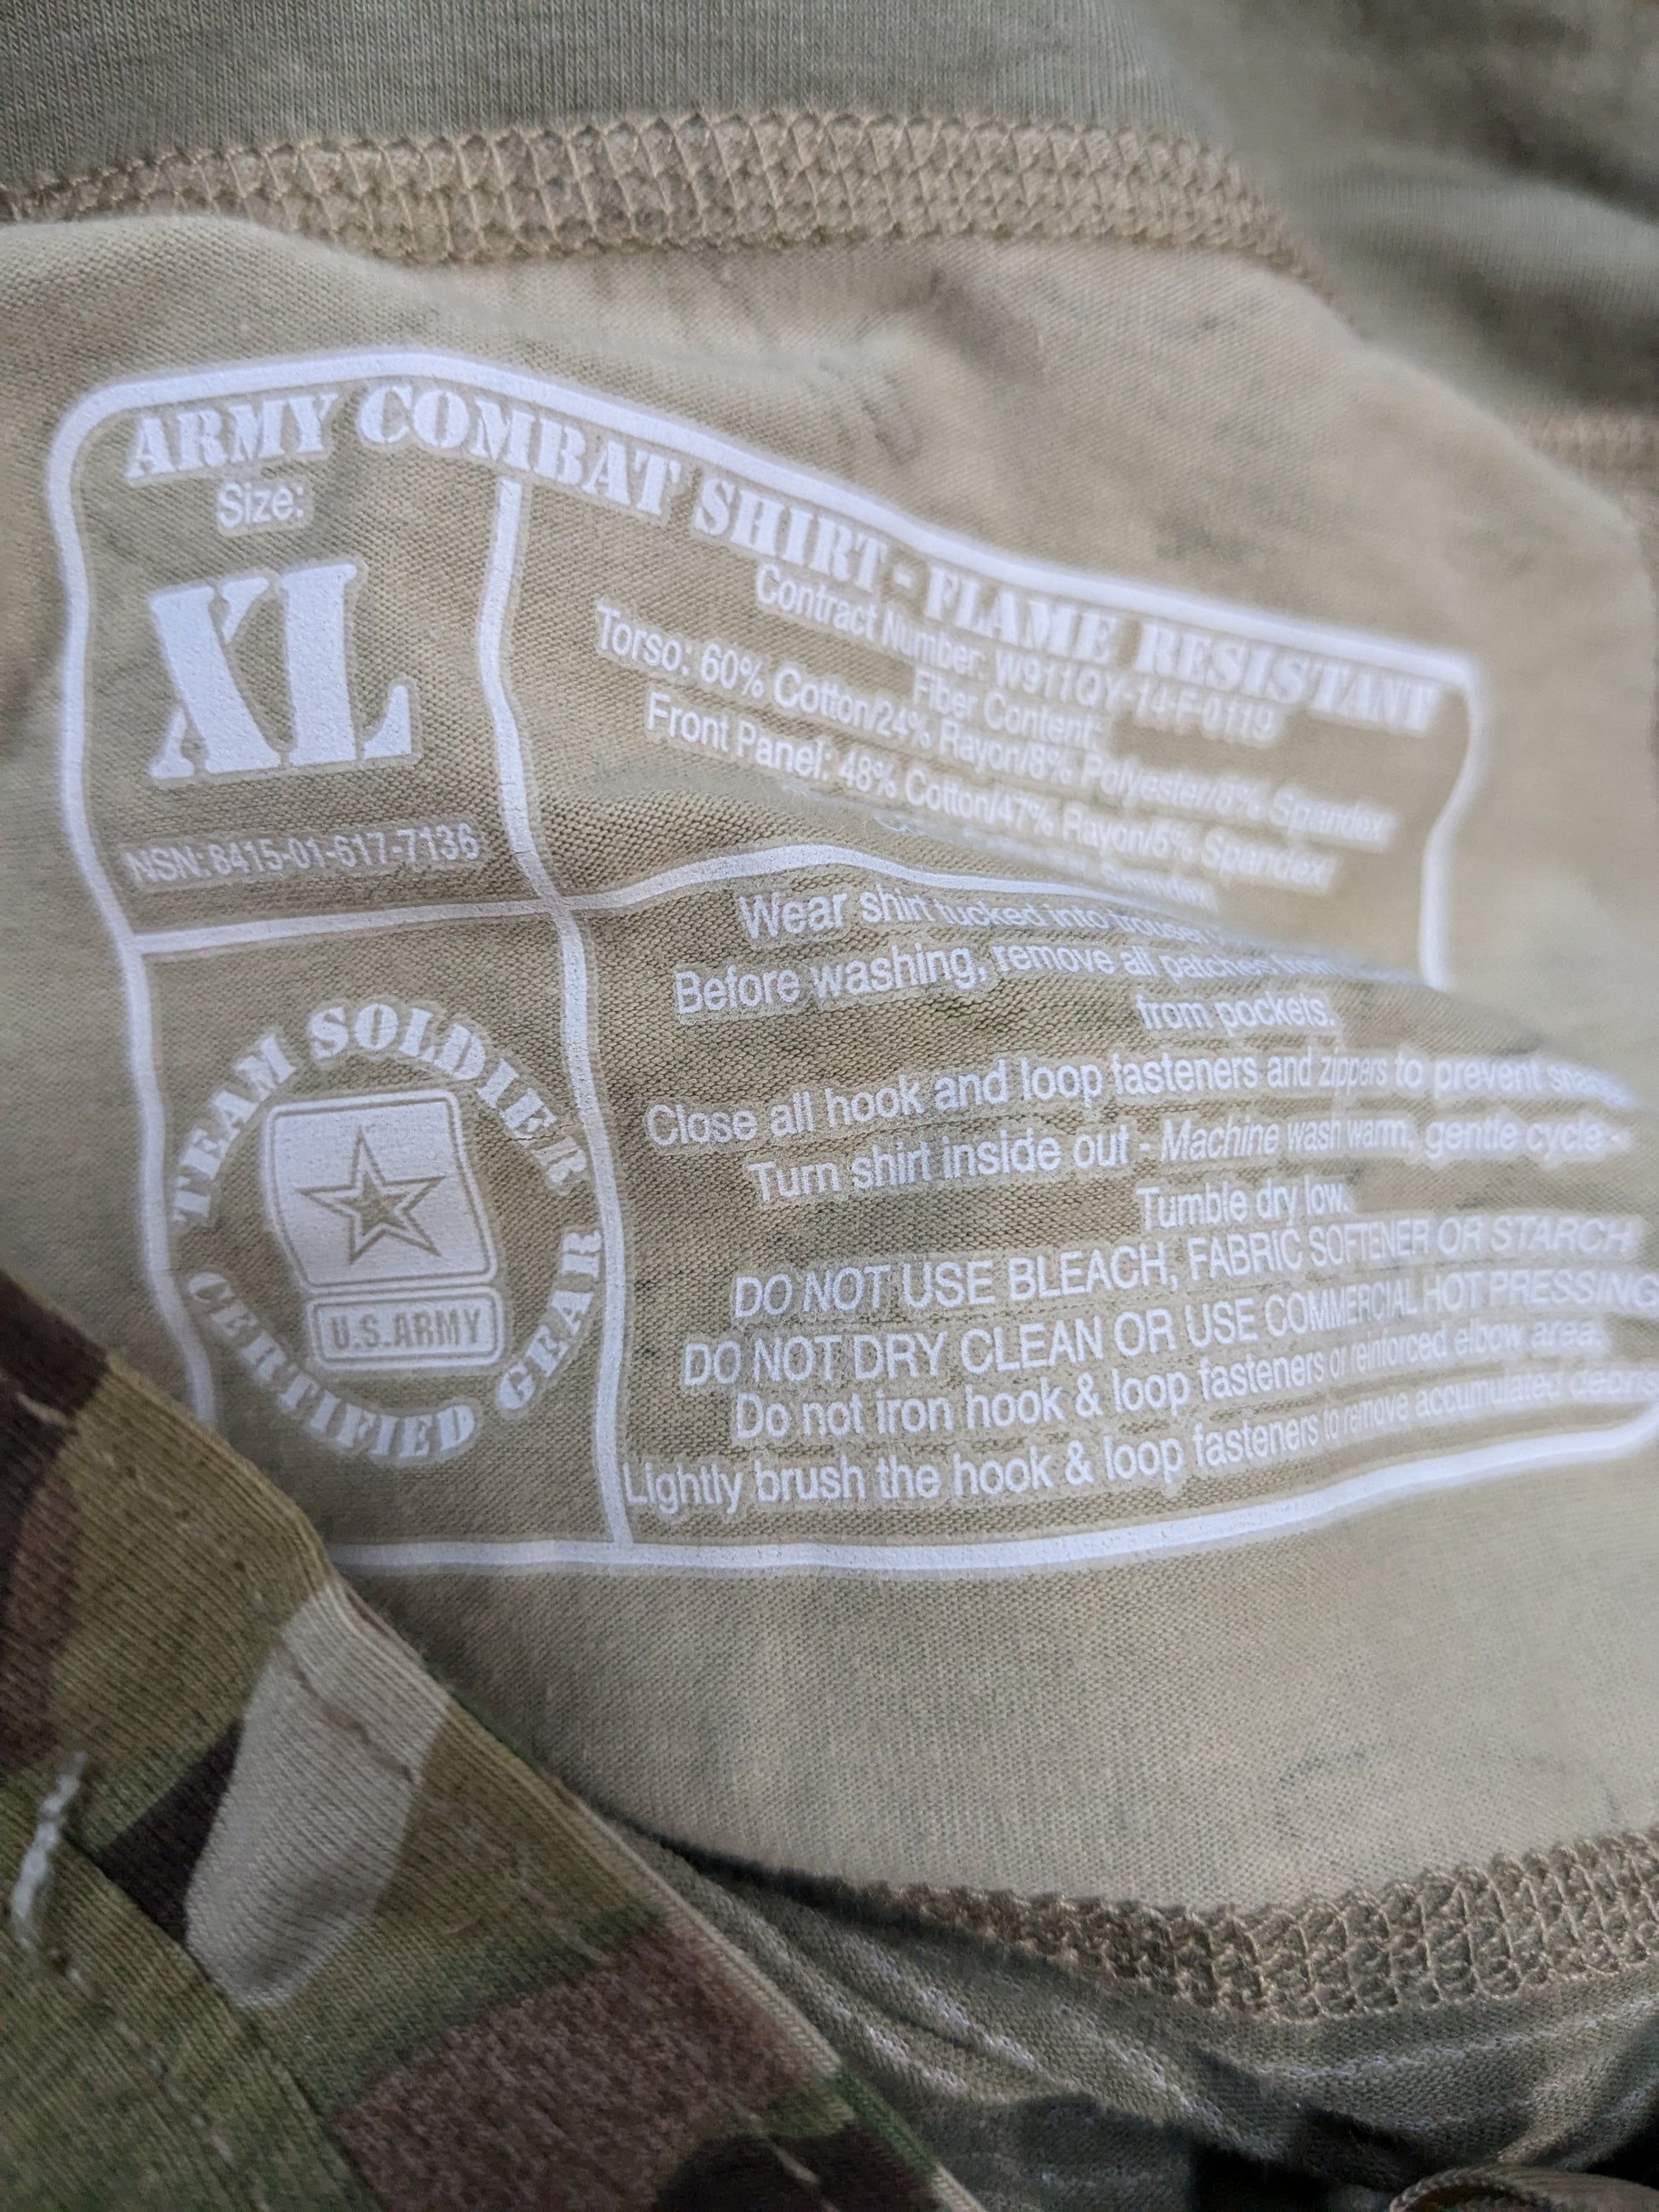 ARMY COMBAT SHIRT - FLAME RESISTANT
Size:
XL
NSN: 8415-01-617-7136
Contract Number: W911QY-14-F-0119
Fiber Content:
Torso: 60% Cotton/24% Rayon/8% Polyester/8% Spandex
Front Panel: 48% Cotton/47% Rayon/5% Spandex/
Spandex
Wear shirt tucked into trouser
Before washing, remove all patches
from pockets.
Close all hook and loop fasteners and zippers to prevent
Turn shirt inside out - Machine wash warm, gentle cycle -
Tumble dry low.
DO NOT USE BLEACH, FABRIC SOFTENER OR STARCH
DO NOT DRY CLEAN OR USE COMMERCIAL HOT PRESSING
Do not iron hook & loop fasteners or reinforced elbow area.
Lightly brush the hook & loop fasteners to remove accumulated debris
TEAM SOLDIER
CERTIFIED GEAR
U.S.ARMY